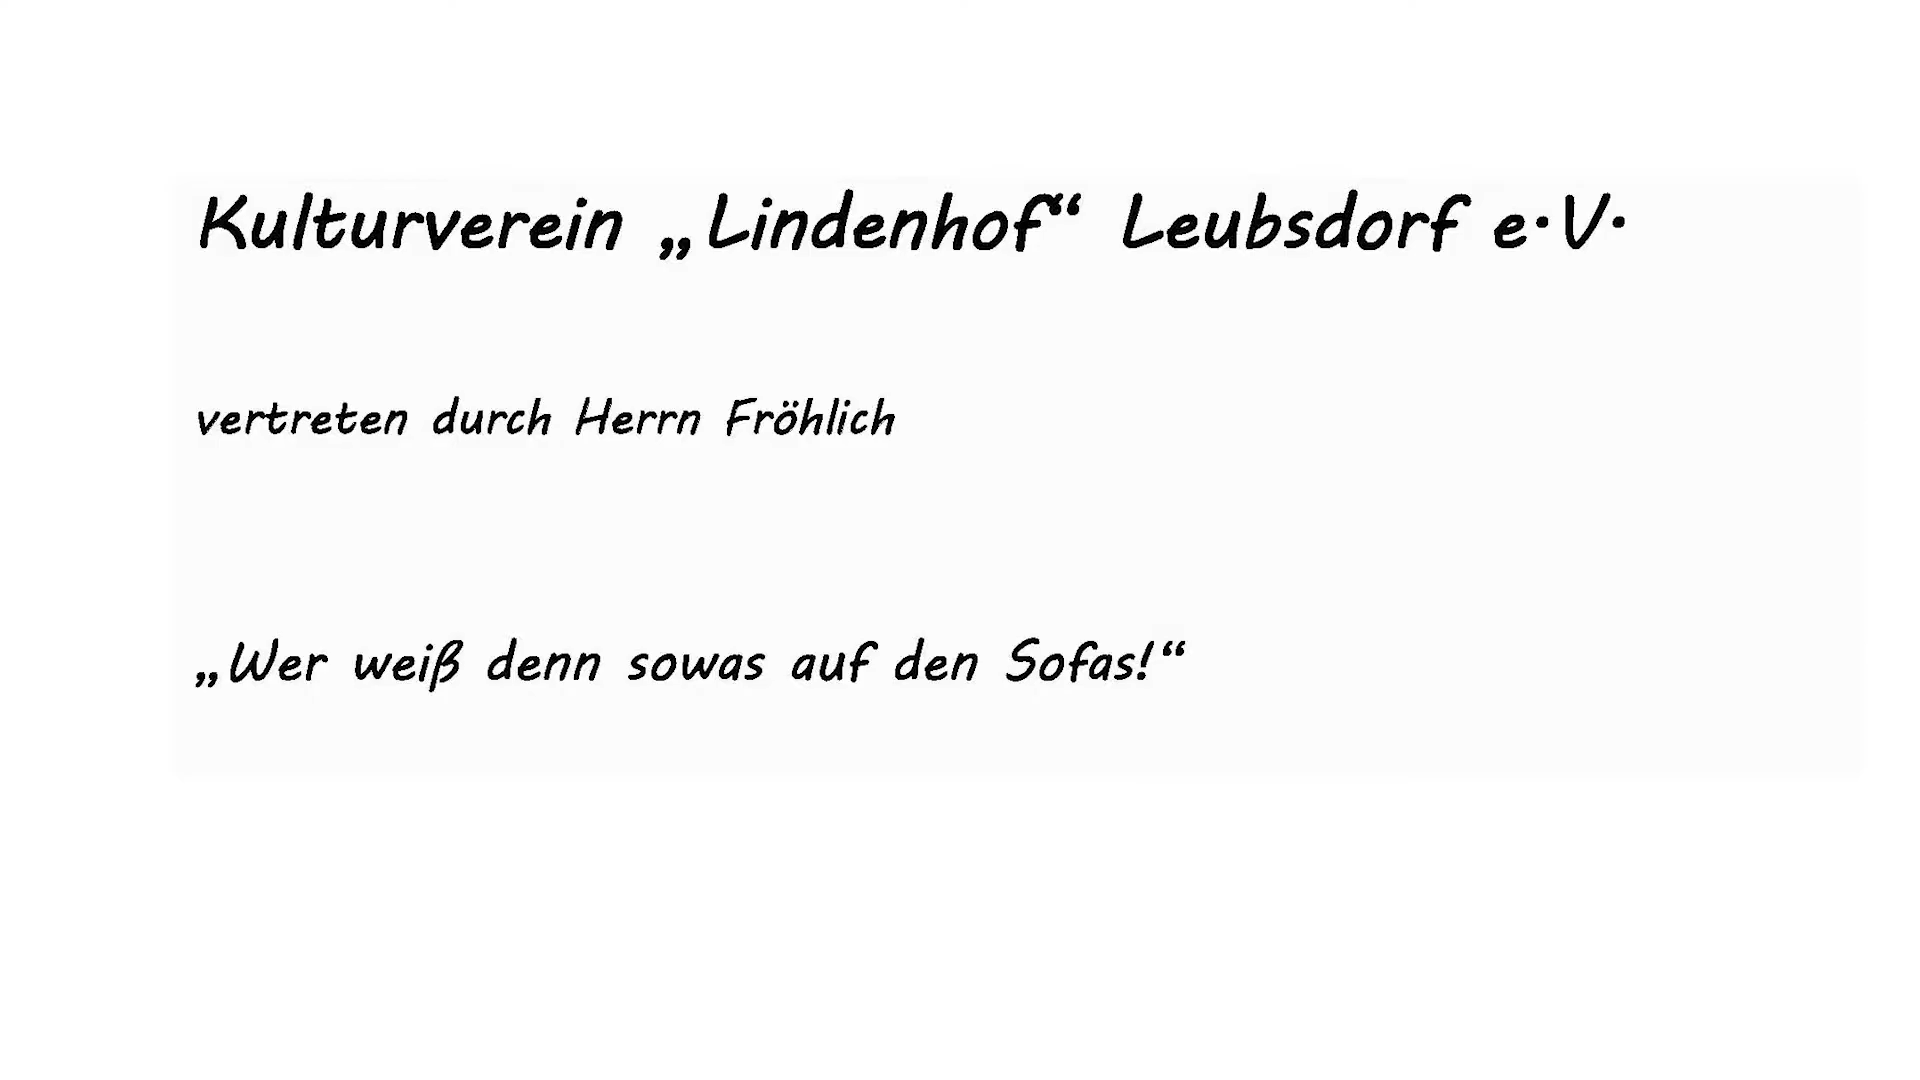 Kulturverein „Lindenhof“ Leubsdorf e.V.
vertreten durch Herrn Fröhlich
„Wer weiß denn sowas auf den Sofas!“